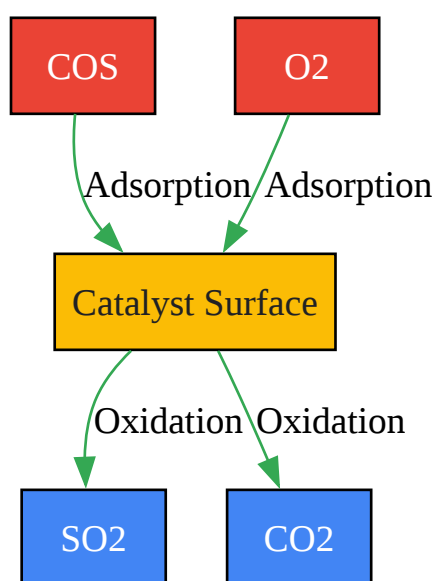 COS
O2
Adsorption
Adsorption
Catalyst Surface
Oxidation
Oxidation
SO2
CO2